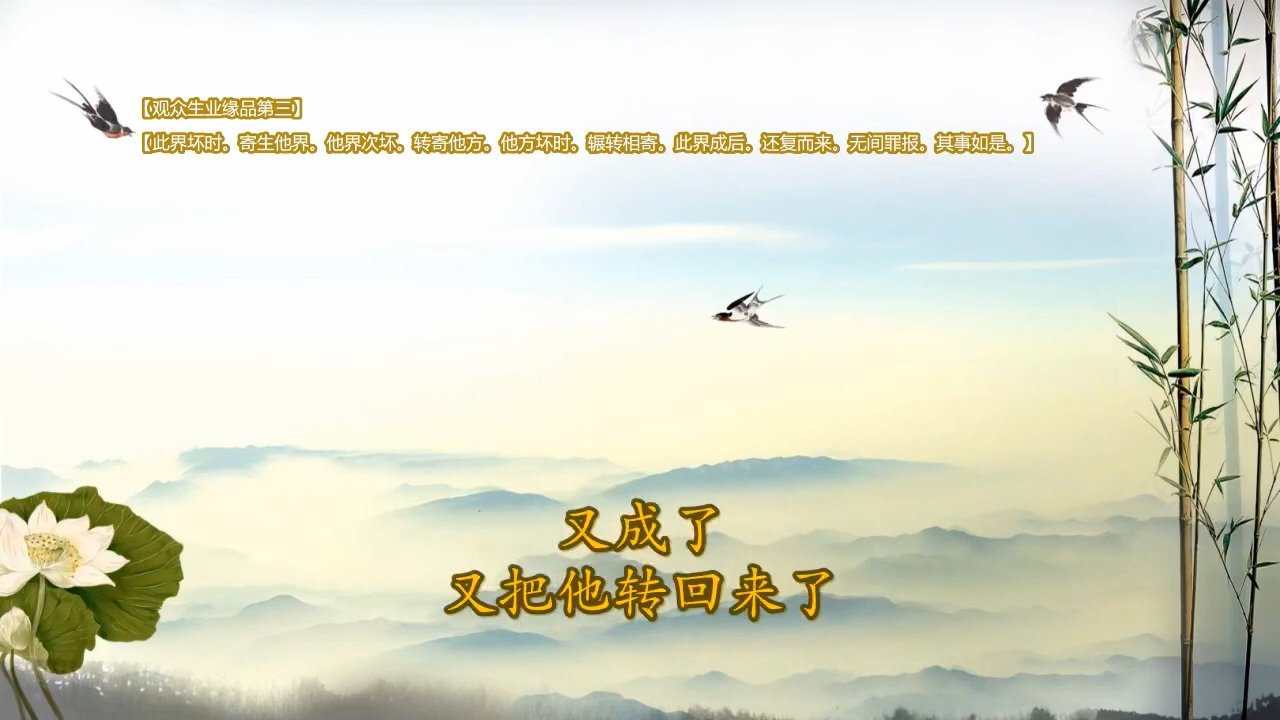 【观众生业缘品第三】
【此界坏时。寄生他界。他界次坏。转寄他方。他方坏时。辗转相寄。此界成后。还复而来。无间罪报。其事如是。】
又成了
又把他转回来了